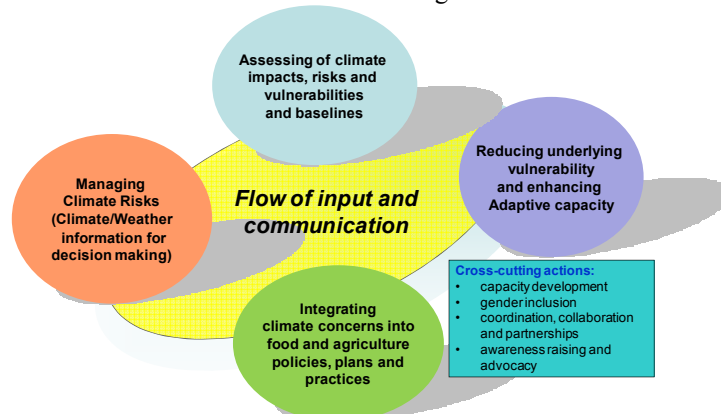 Assessing of climate
impacts, risks and
vulnerabilities
and baselines
Reducing underlying
vulnerability
and enhancing
Adaptive capacity
Managing
Climate Risks
(Climate/Weather
information for
decision making)
Flow of input and
communication
Integrating
climate concerns into
food and agriculture
policies, plans and
practices
Cross-cutting actions:
• capacity development
• gender inclusion
• coordination, collaboration
and partnerships
• awareness raising and
advocacy